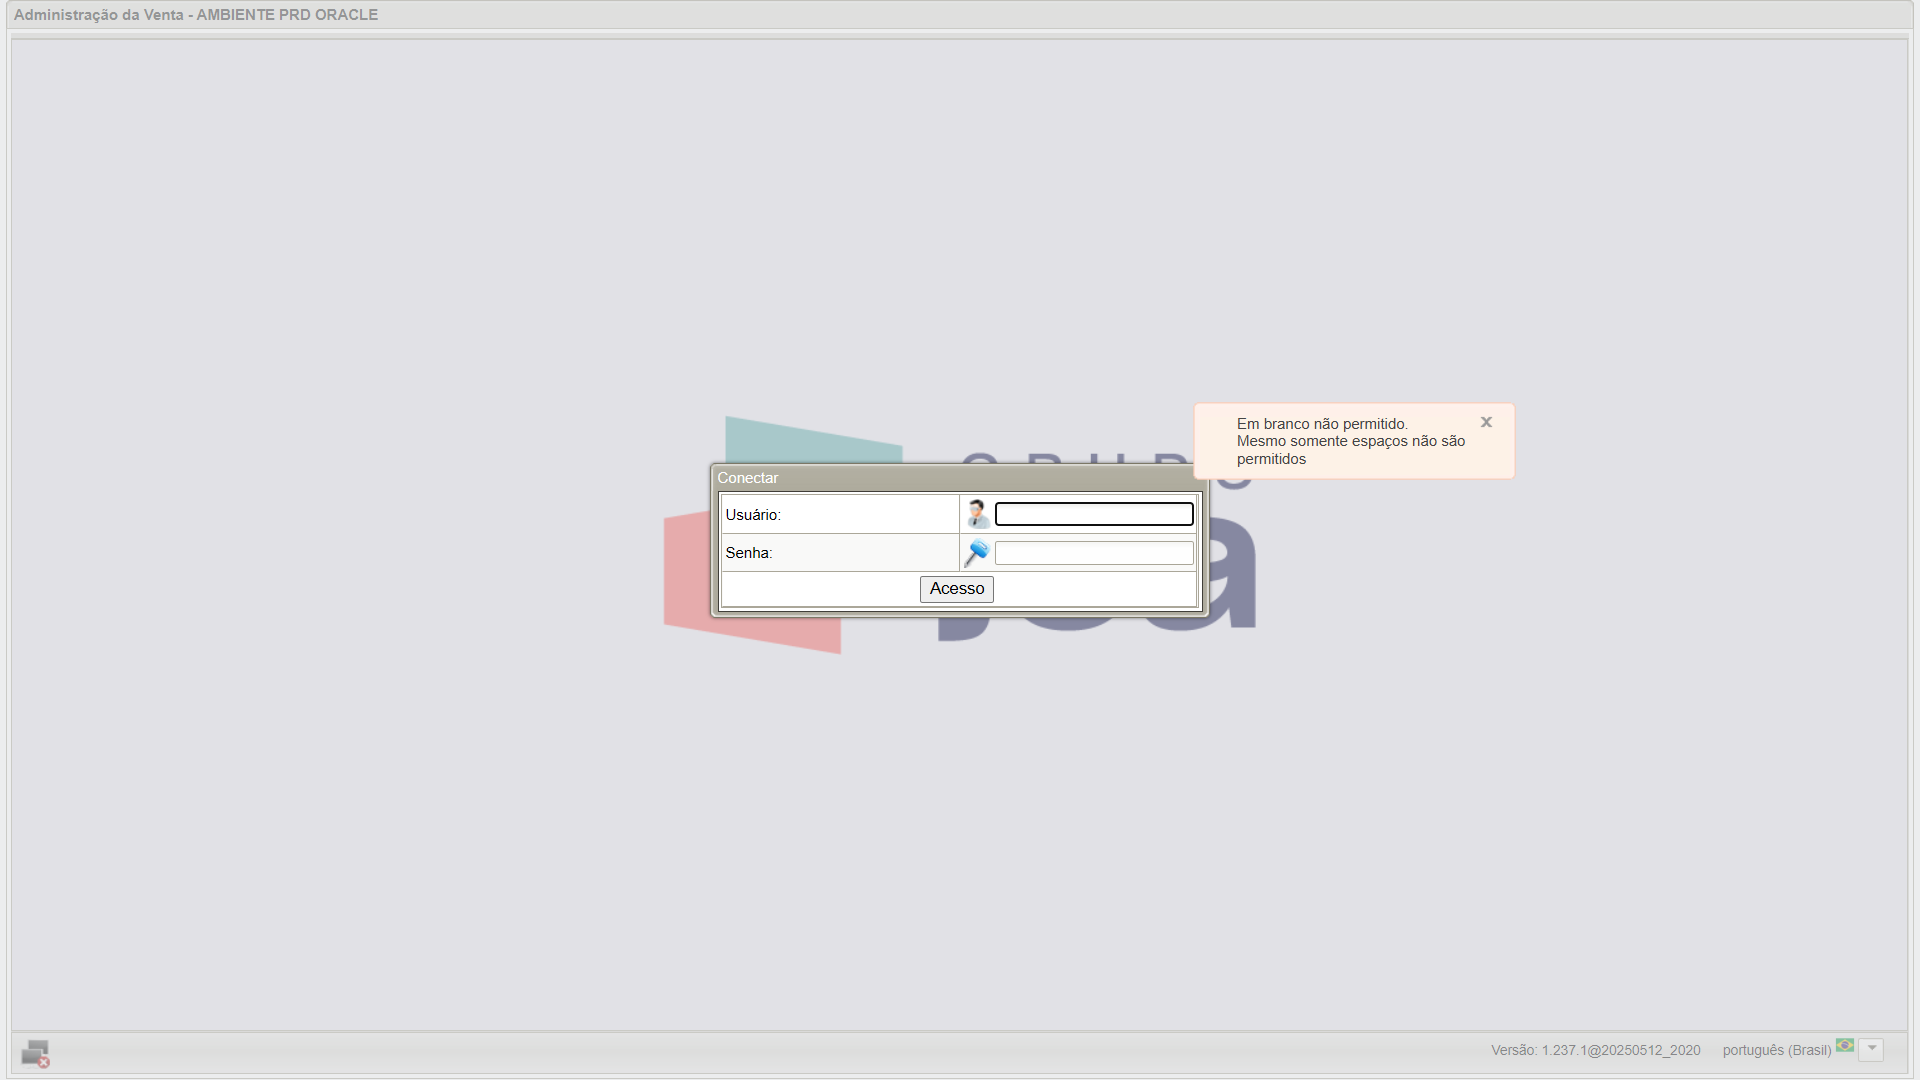 Administração da Venta - AMBIENTE PRD ORACLE
Em branco não permitido.
Mesmo somente espaços não são
permitidos
Conectar
Usuário:
Senha:
Acesso
Versão: 1.237.1@20250512_2020
português (Brasil)